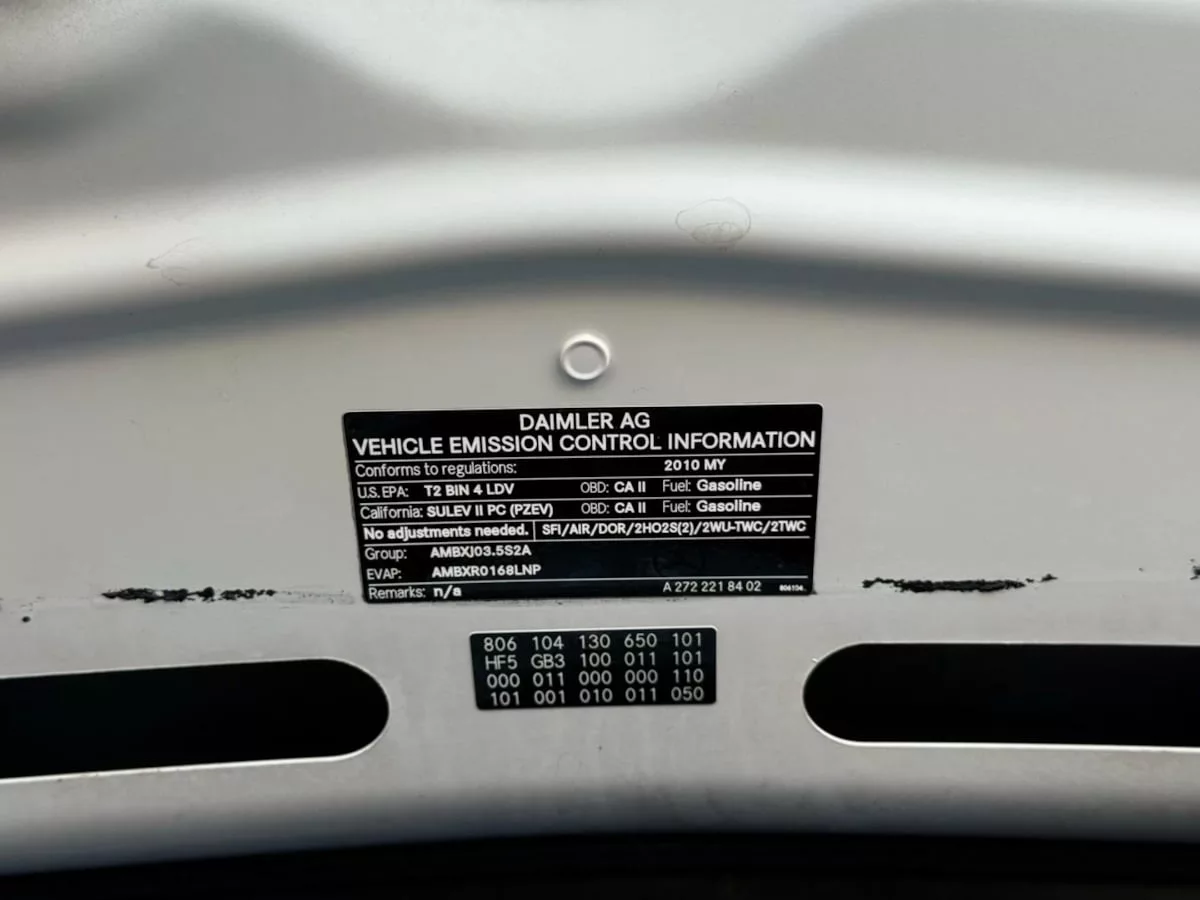 DAIMLER AG
VEHICLE EMISSION CONTROL INFORMATION
Conforms to regulations: 2010 MY
U.S. EPA: T2 BIN 4 LDV OBD: CA II Fuel: Gasoline
California: SULEV II PC (PZEV) OBD: CA II Fuel: Gasoline
No adjustments needed. SFI/AIR/DOR/2HO2S(2)/2WU-TWC/2TWC
Group: AMBXJ03.5S2A
EVAP: AMBXR0168LNP
Remarks: n/a A 272 221 84 02 806104
806 104 130 650 101
HF5 GB3 100 011 101
000 011 000 000 110
101 001 010 011 050